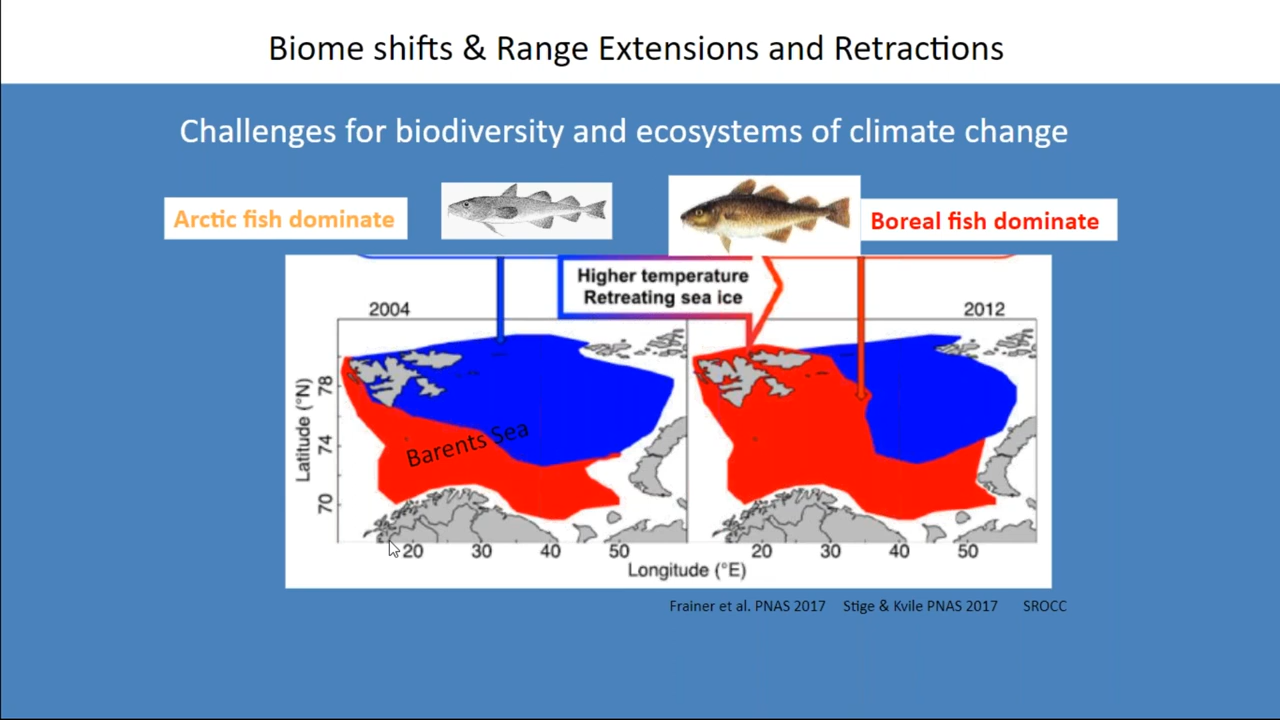 Biome shifts & Range Extensions and Retractions
Challenges for biodiversity and ecosystems of climate change
Arctic fish dominate
Boreal fish dominate
Higher temperature
Retreating sea ice
2004
2012
Latitude (°N)
78
74
70
Barents Sea
20 30 40 50
20 30 40 50
Longitude (°E)
Frainer et al. PNAS 2017 Stige & Kvile PNAS 2017 SROCC